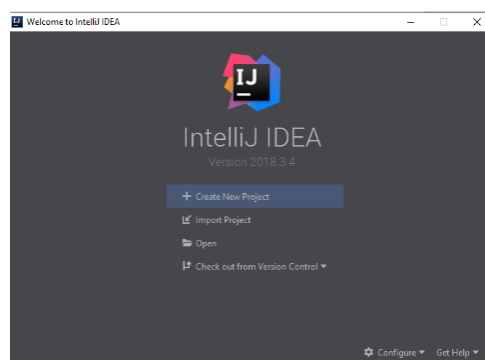 Welcome to IntelliJ IDEA
IJ
IntelliJ IDEA
Version 2018.3.4
Create New Project
Import Project
Open
Check out from Version Control
Configure Get Help